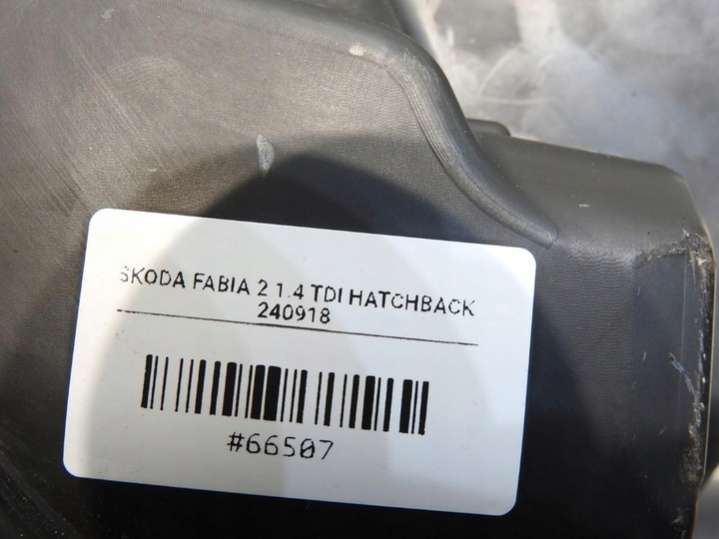 SKODA FABIA 2 1.4 TDI HATCHBACK
240918
#66507